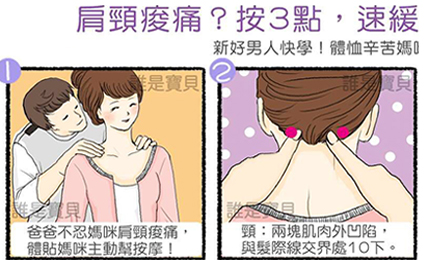 肩頸痠痛？按3點，速緩
新好男人快學！體恤辛苦媽
1
誰是寶貝
誰是寶貝
爸爸不忍媽咪肩頸痠痛，
體貼媽咪主動幫按摩！
2
誰是寶貝
誰是寶貝
頸：兩塊肌肉外凹陷，
與髮際線交界處10下。